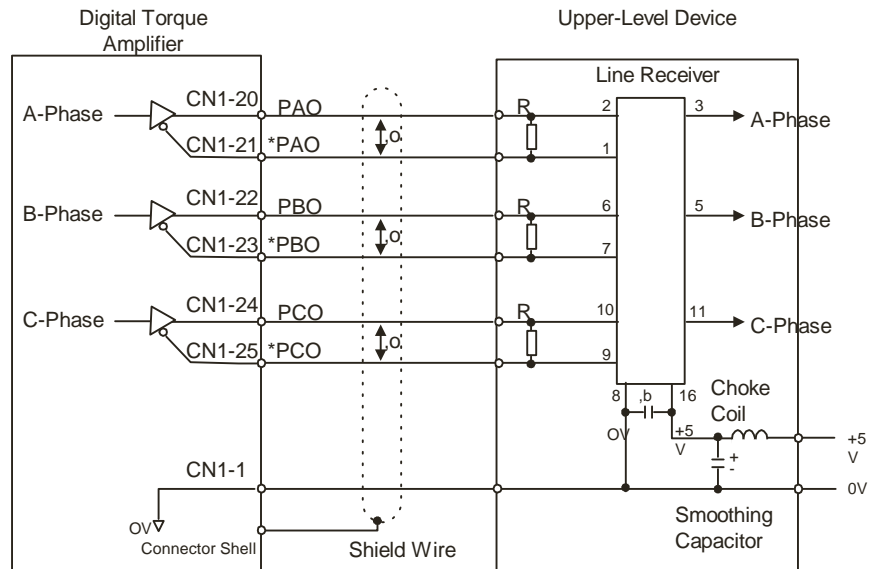 Digital Torque
Amplifier
Upper-Level Device
Line Receiver
A-Phase
CN1-20
PAO
R
2
3
A-Phase
,o
CN1-21
*PAO
1
CN1-22
B-Phase
PBO
R
6
5
B-Phase
,o
CN1-23
*PBO
7
CN1-24
C-Phase
PCO
R
10
11
C-Phase
,o
CN1-25
*PCO
9
8
,b
16
Choke
Coil
OV
+5
V
+5
V
+
-
CN1-1
0V
OV
Connector Shell
Shield Wire
Smoothing
Capacitor